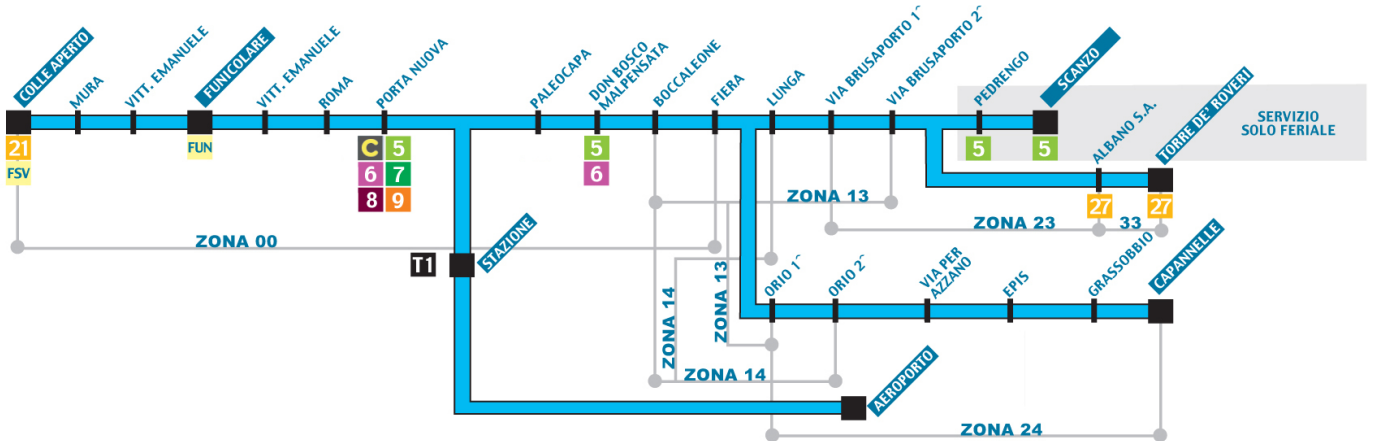 COLLE APERTO
MURA
VITT. EMANUELE
FUNICOLARE
VITT. EMANUELE
ROMA
PORTA NUOVA
PALEOCAPA
DON BOSCO
MALPENSATA
BOCCALEONE
FIERA
LUNGA
VIA BRUSAPORTO 1^
VIA BRUSAPORTO 2^
PEDRENGO
SCANZO
ALBANO S.A.
TORRE DE' ROVERI
SERVIZIO
SOLO FERIALE
21
FSV
FUN
C 5
6 7
8 9
5
6
5
5
27
27
ZONA 13
ZONA 23
33
ZONA 00
STAZIONE
T1
ZONA 14
ZONA 13
ORIO 1^
ORIO 2^
VIA PER
AZZANO
EPIS
GRASSOBBIO
CAPANNELLE
ZONA 14
AEROPORTO
ZONA 24